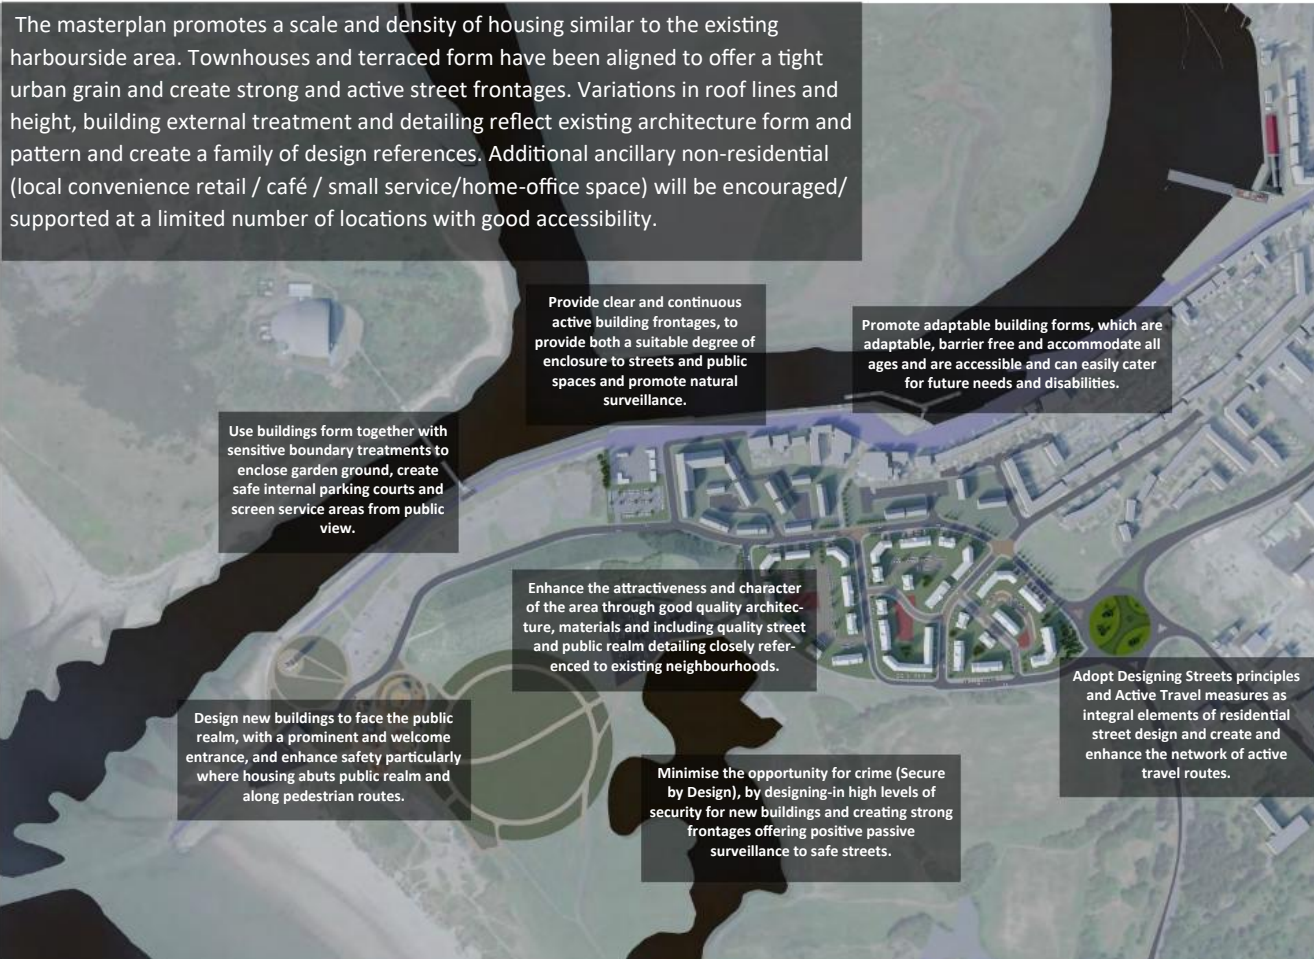 The masterplan promotes a scale and density of housing similar to the existing
harbourside area. Townhouses and terraced form have been aligned to offer a tight
urban grain and create strong and active street frontages. Variations in roof lines and
height, building external treatment and detailing reflect existing architecture form and
pattern and create a family of design references. Additional ancillary non-residential
(local convenience retail / café / small service/home-office space) will be encouraged/
supported at a limited number of locations with good accessibility.
Provide clear and continuous
active building frontages, to
provide both a suitable degree of
enclosure to streets and public
spaces and promote natural
surveillance.
Promote adaptable building forms, which are
adaptable, barrier free and accommodate all
ages and are accessible and can easily cater
for future needs and disabilities.
Use buildings form together with
sensitive boundary treatments to
enclose garden ground, create
safe internal parking courts and
screen service areas from public
view.
Enhance the attractiveness and character
of the area through good quality architec-
ture, materials and including quality street
and public realm detailing closely refer-
enced to existing neighbourhoods.
Adopt Designing Streets principles
and Active Travel measures as
integral elements of residential
street design and create and
enhance the network of active
travel routes.
Design new buildings to face the public
realm, with a prominent and welcome
entrance, and enhance safety particularly
where housing abuts public realm and
along pedestrian routes.
Minimise the opportunity for crime (Secure
by Design), by designing-in high levels of
security for new buildings and creating strong
frontages offering positive passive
surveillance to safe streets.